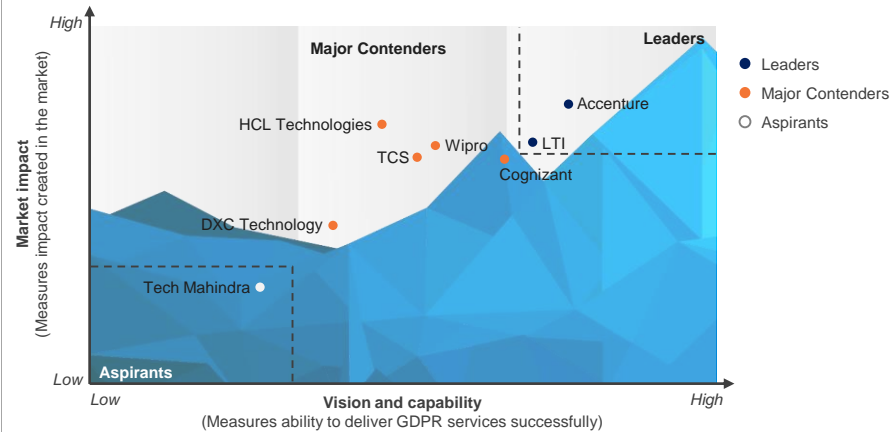 High
Major Contenders
Leaders
Leaders
Major Contenders
Aspirants
Accenture
HCL Technologies
LTI
Wipro
TCS
Cognizant
DXC Technology
Tech Mahindra
Aspirants
Market impact
(Measures impact created in the market)
Low
Low
Vision and capability
High
(Measures ability to deliver GDPR services successfully)